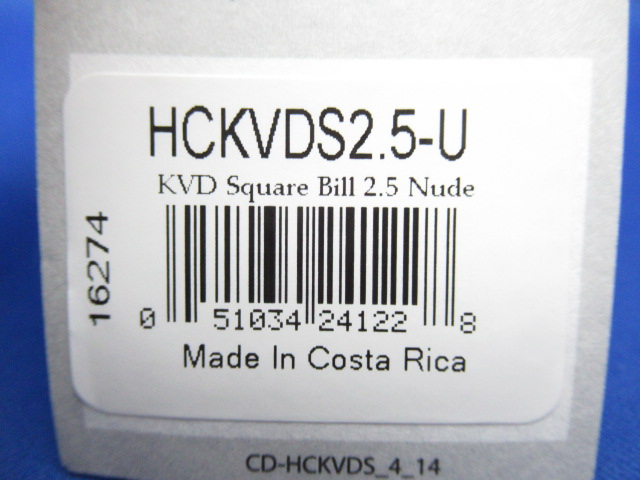 HCKVDS2.5-U
KVD Square Bill 2.5 Nude
16274
0 51034 24122 8
Made In Costa Rica
CD-HCKVDS_4_14